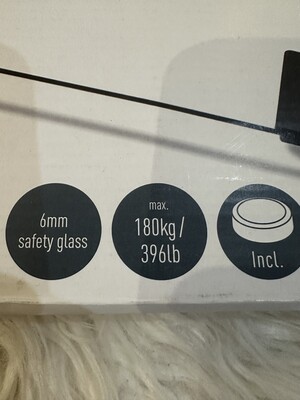 6mm
safety glass
max.
180kg/
396lb
Incl.